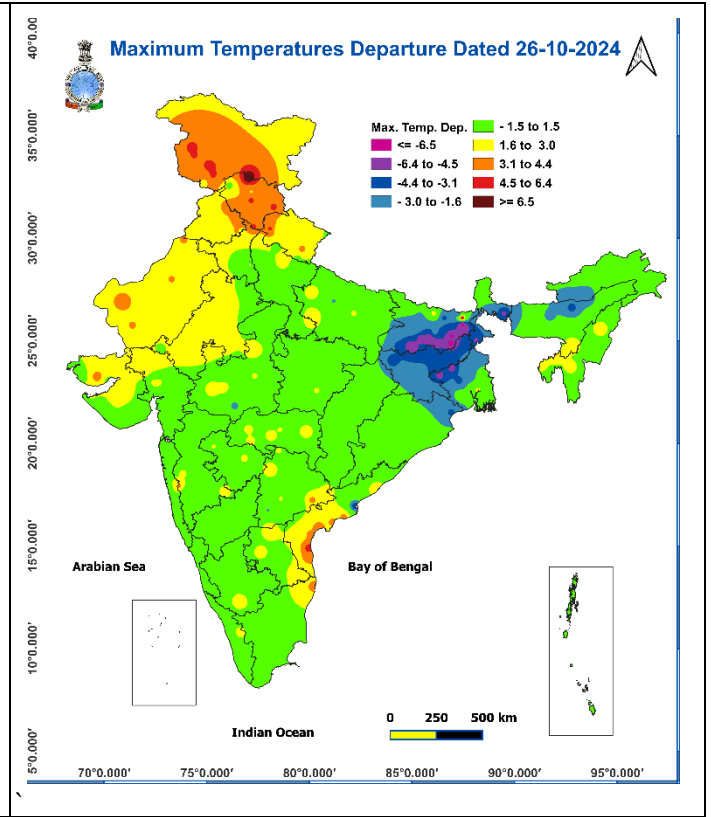 Maximum Temperatures Departure Dated 26-10-2024
Max. Temp. Dep.
<= -6.5
-6.4 to -4.5
-4.4 to -3.1
- 3.0 to -1.6
- 1.5 to 1.5
1.6 to 3.0
3.1 to 4.4
4.5 to 6.4
>= 6.5
40°0.00
35°0.000'
30°0.000'
25°0.000'
20°0.000'
15°0.000'
10°0.000'
5°0.000'
Arabian Sea
Bay of Bengal
Indian Ocean
0 250 500 km
70°0.000' 75°0.000' 80°0.000' 85°0.000' 90°0.000' 95°0.000'